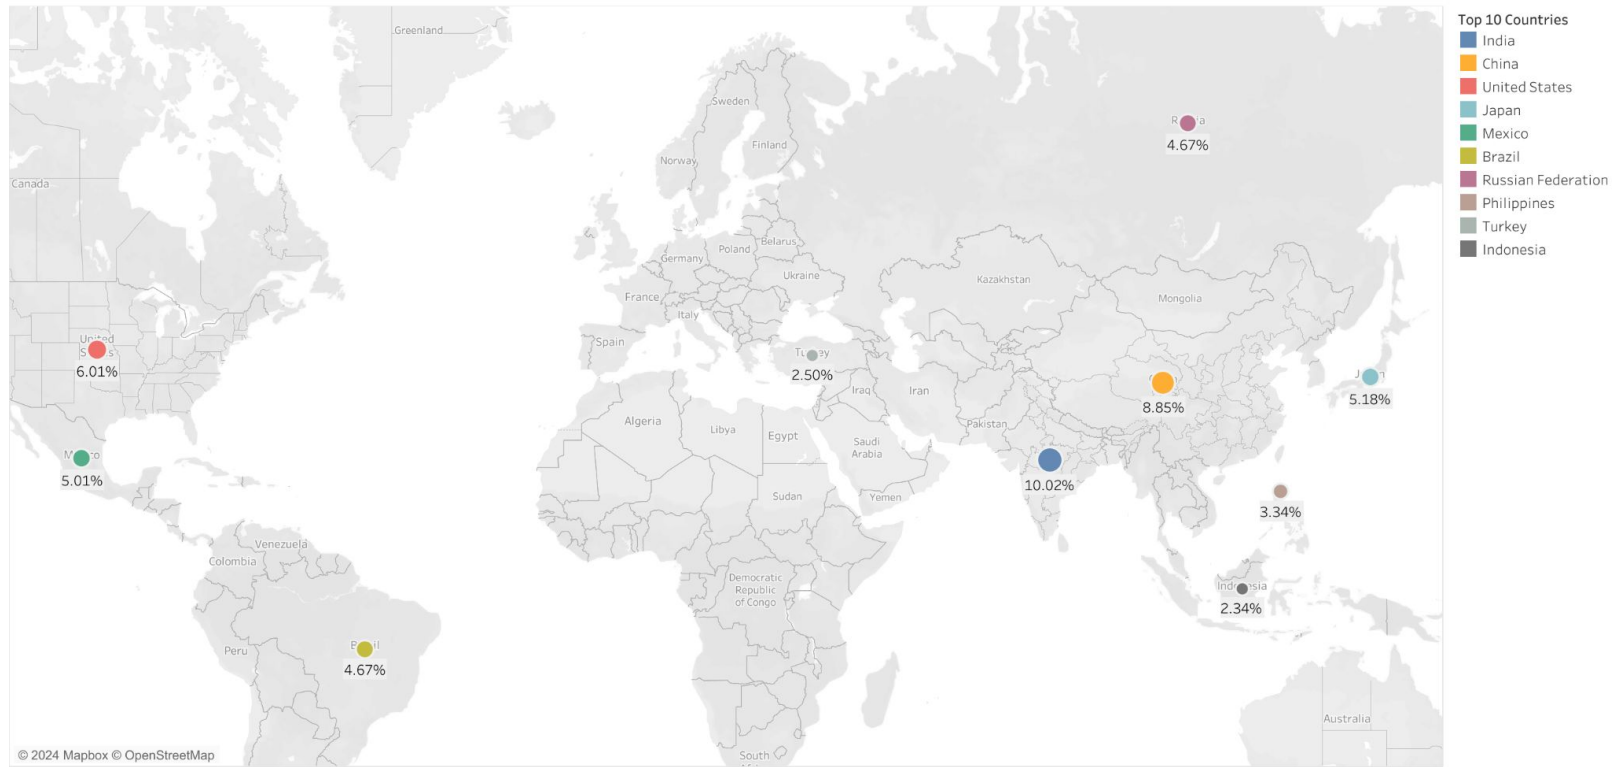 Greenland
Sweden
Finland
Norway
4.67%
Canada
Poland
Belarus
Germany
Ukraine
France
Kazakhstan
Mongolia
Italy
Spain
United
6.01%
2.50%
Iraq
Iran
8.85%
5.18%
Algeria
Libya
Egypt
Pakistan
Saudi
Arabia
5.01%
10.02%
Sudan
Yemen
3.34%
Venezuela
Colombia
Democratic
Republic
of Congo
2.34%
Peru
4.67%
Australia
South
© 2024 Mapbox © OpenStreetMap
Top 10 Countries
India
China
United States
Japan
Mexico
Brazil
Russian Federation
Philippines
Turkey
Indonesia